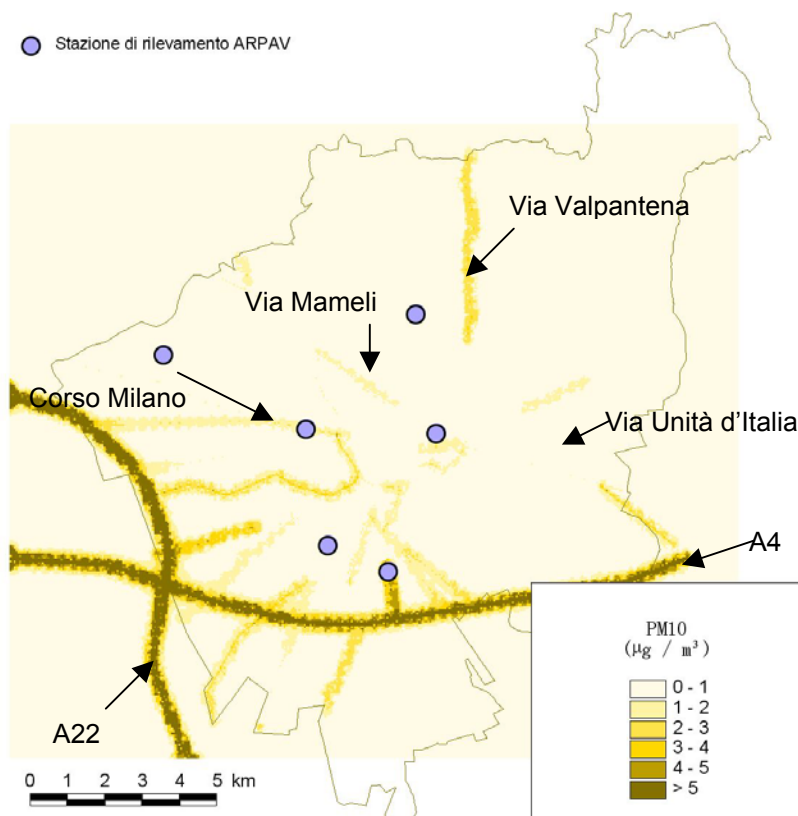 Stazione di rilevamento ARPAV
Via Valpantena
Via Mameli
Corso Milano
Via Unità d'Italia
A4
A22
PM10
(μg / m³)
0 - 1
1 - 2
2 - 3
3 - 4
4 - 5
> 5
0 1 2 3 4 5 km